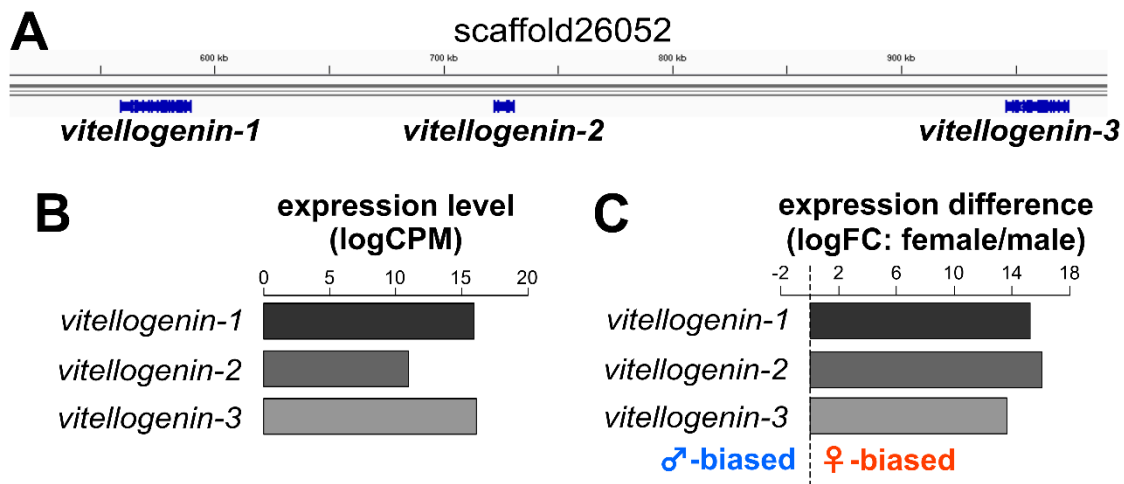 A
scaffold26052
600 kb 700 kb 800 kb 900 kb
vitellogenin-1 vitellogenin-2 vitellogenin-3
B
expression level
(logCPM)
0 5 10 15 20
vitellogenin-1
vitellogenin-2
vitellogenin-3
C
expression difference
(logFC: female/male)
-2 2 6 10 14 18
vitellogenin-1
vitellogenin-2
vitellogenin-3
♂-biased ♀-biased